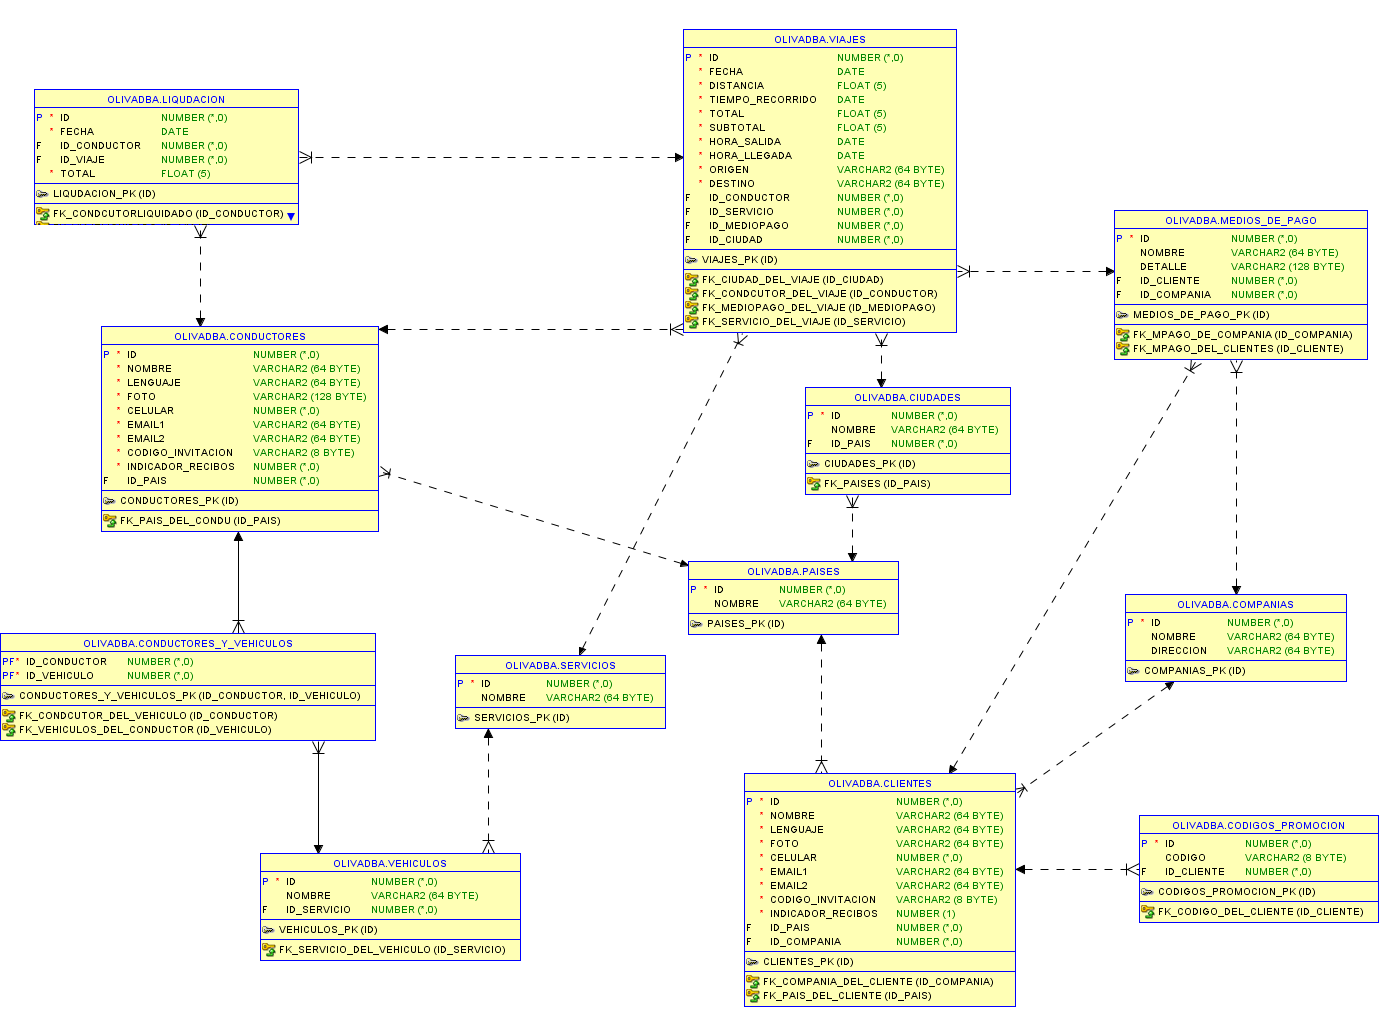 OLIVADBA.VIAJES
P * ID NUMBER (*,0)
* FECHA DATE
* DISTANCIA FLOAT (5)
* TIEMPO_RECORRIDO DATE
* TOTAL FLOAT (5)
* SUBTOTAL FLOAT (5)
* HORA_SALIDA DATE
* HORA_LLEGADA DATE
* ORIGEN VARCHAR2 (64 BYTE)
* DESTINO VARCHAR2 (64 BYTE)
F ID_CONDUCTOR NUMBER (*,0)
F ID_SERVICIO NUMBER (*,0)
F ID_MEDIOPAGO NUMBER (*,0)
F ID_CIUDAD NUMBER (*,0)
VIAJES_PK (ID)
FK_CIUDAD_DEL_VIAJE (ID_CIUDAD)
FK_CONDCUTOR_DEL_VIAJE (ID_CONDUCTOR)
FK_MEDIOPAGO_DEL_VIAJE (ID_MEDIOPAGO)
FK_SERVICIO_DEL_VIAJE (ID_SERVICIO)
OLIVADBA.LIQUDACION
P * ID NUMBER (*,0)
* FECHA DATE
F ID_CONDUCTOR NUMBER (*,0)
F ID_VIAJE NUMBER (*,0)
* TOTAL FLOAT (5)
LIQUDACION_PK (ID)
FK_CONDCUTORLIQUIDADO (ID_CONDUCTOR)
OLIVADBA.MEDIOS_DE_PAGO
P * ID NUMBER (*,0)
NOMBRE VARCHAR2 (64 BYTE)
DETALLE VARCHAR2 (128 BYTE)
F ID_CLIENTE NUMBER (*,0)
F ID_COMPANIA NUMBER (*,0)
MEDIOS_DE_PAGO_PK (ID)
FK_MPAGO_DE_COMPANIA (ID_COMPANIA)
FK_MPAGO_DEL_CLIENTES (ID_CLIENTE)
OLIVADBA.CONDUCTORES
P * ID NUMBER (*,0)
* NOMBRE VARCHAR2 (64 BYTE)
* LENGUAJE VARCHAR2 (64 BYTE)
* FOTO VARCHAR2 (128 BYTE)
* CELULAR NUMBER (*,0)
* EMAIL1 VARCHAR2 (64 BYTE)
* EMAIL2 VARCHAR2 (64 BYTE)
* CODIGO_INVITACION VARCHAR2 (8 BYTE)
* INDICADOR_RECIBOS NUMBER (*,0)
F ID_PAIS NUMBER (*,0)
CONDUCTORES_PK (ID)
FK_PAIS_DEL_CONDU (ID_PAIS)
OLIVADBA.CIUDADES
P * ID NUMBER (*,0)
NOMBRE VARCHAR2 (64 BYTE)
F ID_PAIS NUMBER (*,0)
CIUDADES_PK (ID)
FK_PAISES (ID_PAIS)
OLIVADBA.PAISES
P * ID NUMBER (*,0)
NOMBRE VARCHAR2 (64 BYTE)
PAISES_PK (ID)
OLIVADBA.COMPANIAS
P * ID NUMBER (*,0)
NOMBRE VARCHAR2 (64 BYTE)
DIRECCION VARCHAR2 (64 BYTE)
COMPANIAS_PK (ID)
OLIVADBA.CONDUCTORES_Y_VEHICULOS
PF* ID_CONDUCTOR NUMBER (*,0)
PF* ID_VEHICULO NUMBER (*,0)
CONDUCTORES_Y_VEHICULOS_PK (ID_CONDUCTOR, ID_VEHICULO)
FK_CONDCUTOR_DEL_VEHICULO (ID_CONDUCTOR)
FK_VEHICULOS_DEL_CONDUCTOR (ID_VEHICULO)
OLIVADBA.SERVICIOS
P * ID NUMBER (*,0)
NOMBRE VARCHAR2 (64 BYTE)
SERVICIOS_PK (ID)
OLIVADBA.CLIENTES
P * ID NUMBER (*,0)
* NOMBRE VARCHAR2 (64 BYTE)
* LENGUAJE VARCHAR2 (64 BYTE)
* FOTO VARCHAR2 (64 BYTE)
* CELULAR NUMBER (*,0)
* EMAIL1 VARCHAR2 (64 BYTE)
* EMAIL2 VARCHAR2 (64 BYTE)
* CODIGO_INVITACION VARCHAR2 (8 BYTE)
* INDICADOR_RECIBOS NUMBER (1)
F ID_PAIS NUMBER (*,0)
F ID_COMPANIA NUMBER (*,0)
CLIENTES_PK (ID)
FK_COMPANIA_DEL_CLIENTE (ID_COMPANIA)
FK_PAIS_DEL_CLIENTE (ID_PAIS)
OLIVADBA.CODIGOS_PROMOCION
P * ID NUMBER (*,0)
CODIGO VARCHAR2 (8 BYTE)
F ID_CLIENTE NUMBER (*,0)
CODIGOS_PROMOCION_PK (ID)
FK_CODIGO_DEL_CLIENTE (ID_CLIENTE)
OLIVADBA.VEHICULOS
P * ID NUMBER (*,0)
NOMBRE VARCHAR2 (64 BYTE)
F ID_SERVICIO NUMBER (*,0)
VEHICULOS_PK (ID)
FK_SERVICIO_DEL_VEHICULO (ID_SERVICIO)